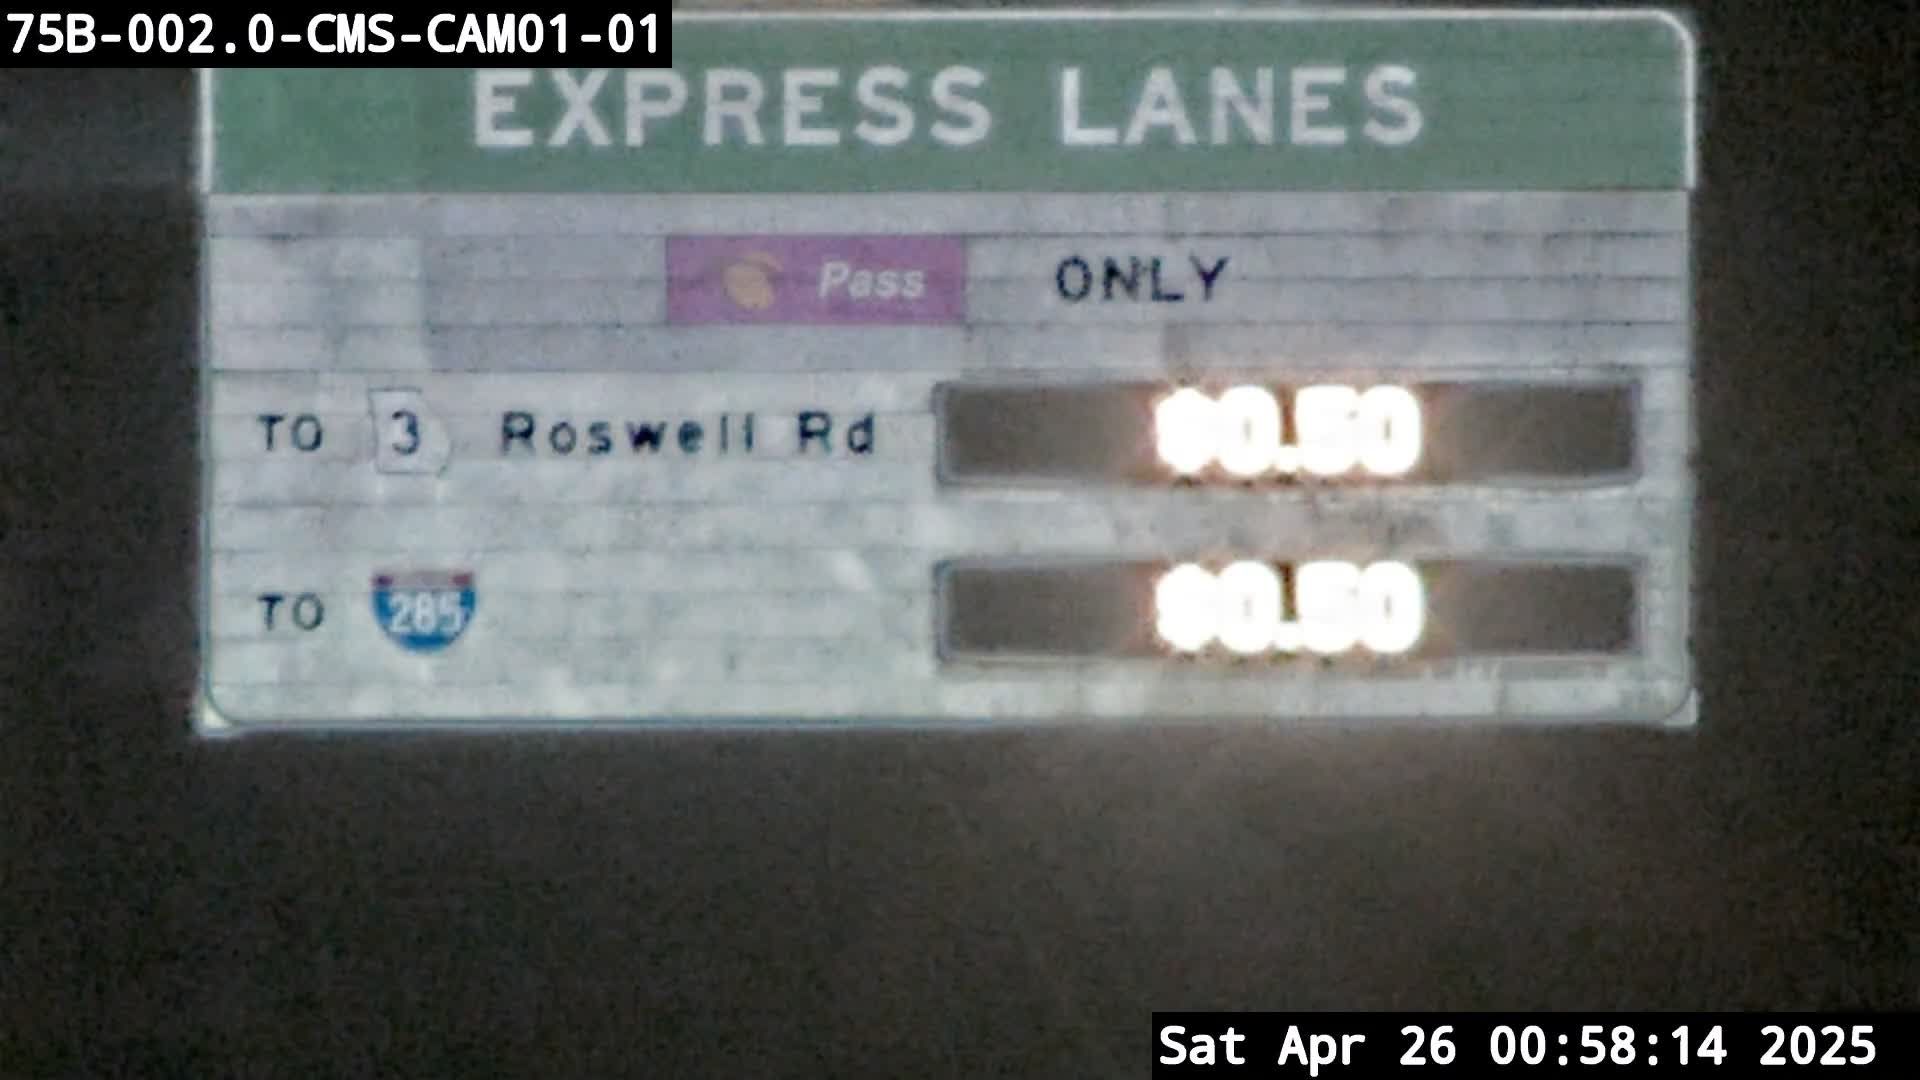 75B-002.0-CMS-CAM01-01
EXPRESS LANES
Pass ONLY
TO 3 Roswell Rd $0.50
TO 285 $0.50
Sat Apr 26 00:58:14 2025